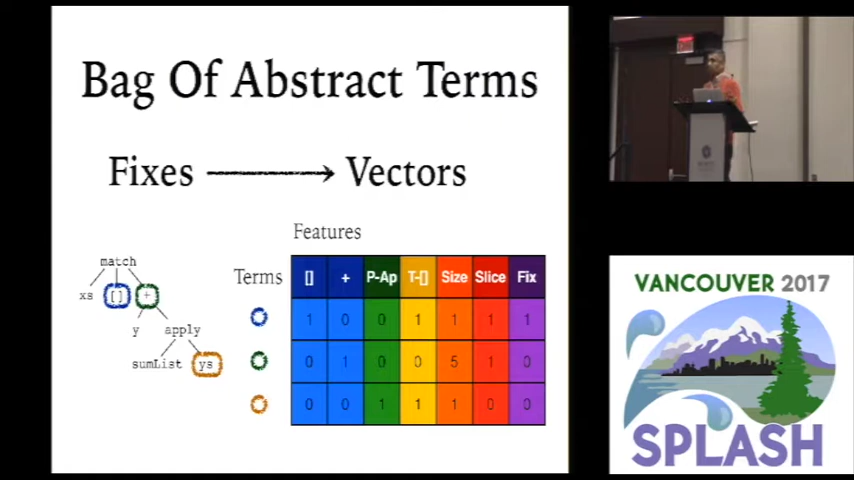 Bag Of Abstract Terms
Fixes → Vectors
Features
match
xs [] +
y apply
sumList ys
Terms [] + P-Ap T-[] Size Slice Fix
1 0 0 1 1 1 1
0 1 0 0 5 1 0
0 0 1 1 1 0 0
VANCOUVER 2017
SPLASH